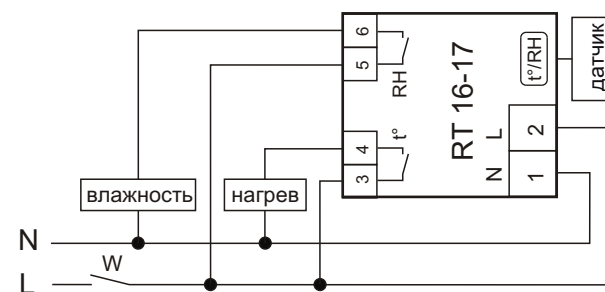 6
5
RH
4
3
t°
RT 16-17
t°/RH
датчик
L
2
N
1
влажность
нагрев
N
W
L